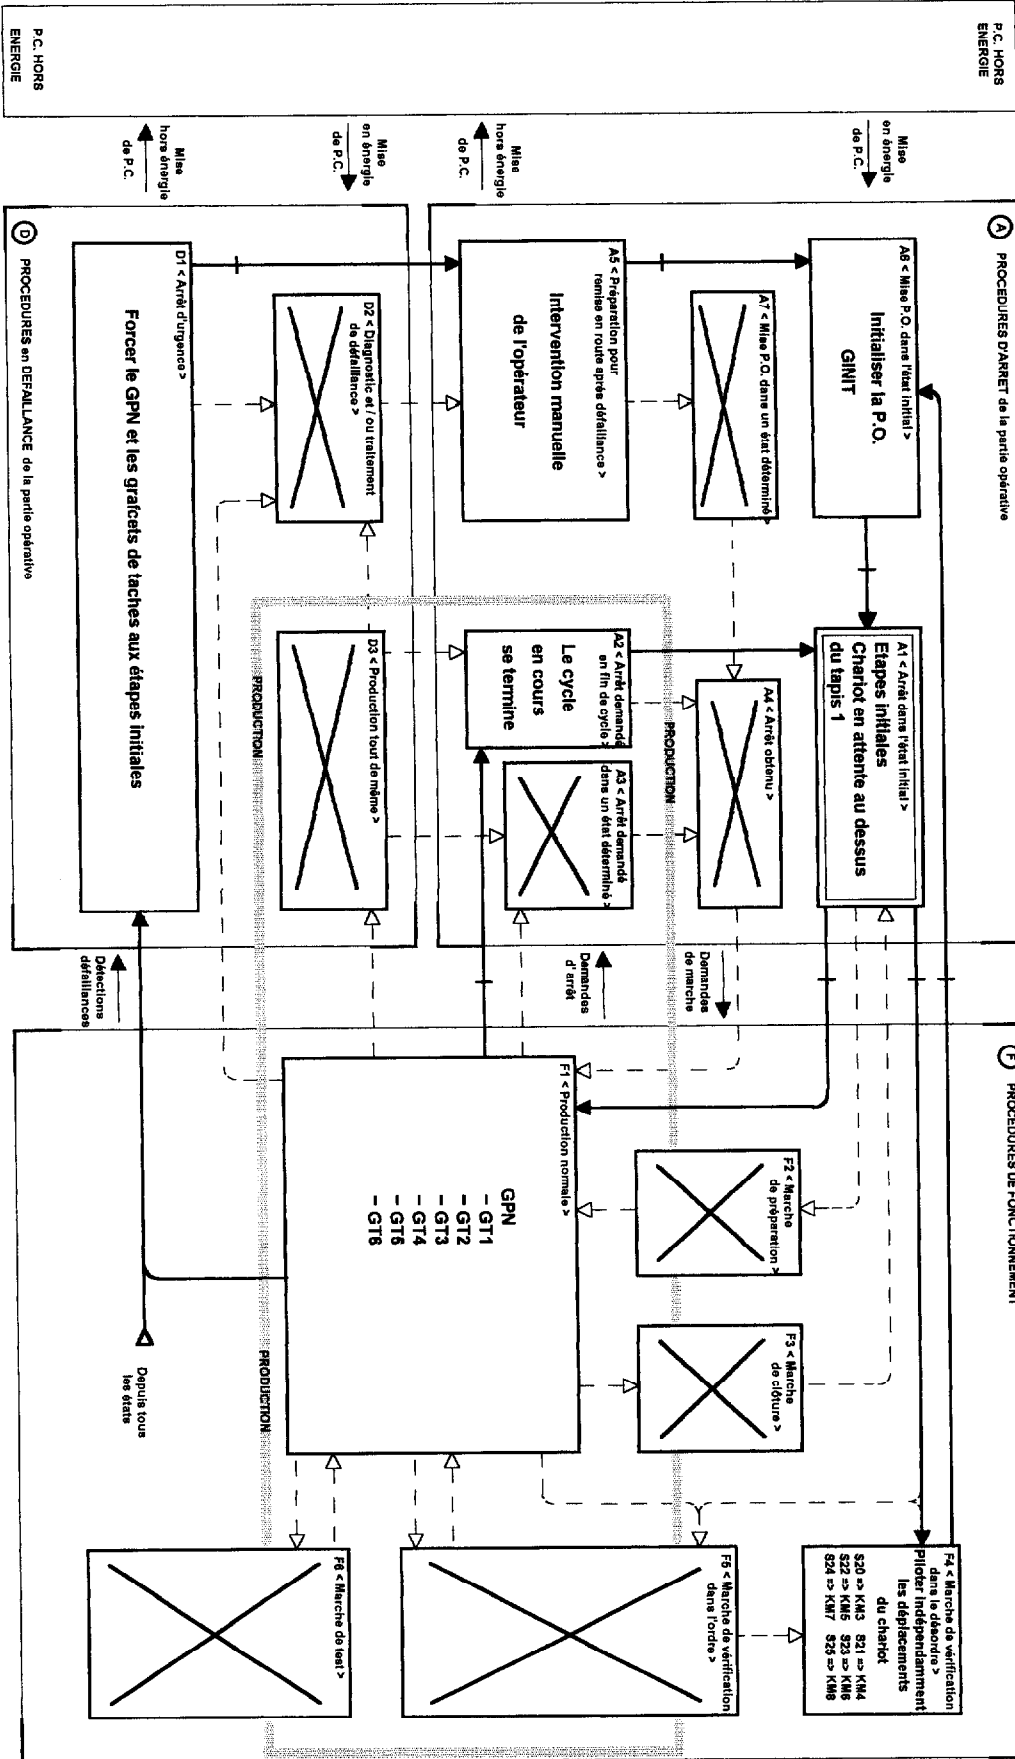 P.C. HORS
ENERGIE
P.C. HORS
ENERGIE
Mise
en énergie
de P.C.
Mise
hors énergie
de P.C.
Mise
en énergie
de P.C.
Mise
hors énergie
de P.C.
A PROCEDURES D'ARRET de la partie opérative
A6 < Mise P.O. dans l'état initial >
Initialiser la P.O.
GINIT
A7 < Mise P.O. dans un état déterminé >
A5 < Préparation pour
remise en route après défaillance >
Intervention manuelle
de l'opérateur
A1 < Arrêt dans l'état initial >
Etapes initiales
Chariot en attente au dessus
du tapis 1
A4 < Arrêt obtenu >
A2 < Arrêt demandé
en fin de cycle >
Le cycle
en cours
se termine
A3 < Arrêt demandé
dans un état déterminé >
PRODUCTION
D PROCEDURES en DEFAILLANCE de la partie opérative
D2 < Diagnostic et / ou traitement
de défaillance >
D1 < Arrêt d'urgence >
Forcer le GPN et les grafcets de taches aux étapes initiales
D3 < Production tout de même >
PRODUCTION
Demandes
de marche
Demandes
d'arrêt
Détections
défaillances
F PROCEDURES DE FONCTIONNEMENT
F1 < Production normale >
GPN
- GT1
- GT2
- GT3
- GT4
- GT5
- GT6
F2 < Marche
de préparation >
F3 < Marche
de clôture >
F4 < Marche de vérification
dans le désordre >
Piloter indépendamment
les déplacements
du chariot
S20 => KM3 S21 => KM4
S22 => KM5 S23 => KM6
S24 => KM7 S25 => KM8
F5 < Marche de vérification
dans l'ordre >
F6 < Marche de test >
PRODUCTION
Depuis tous
les états